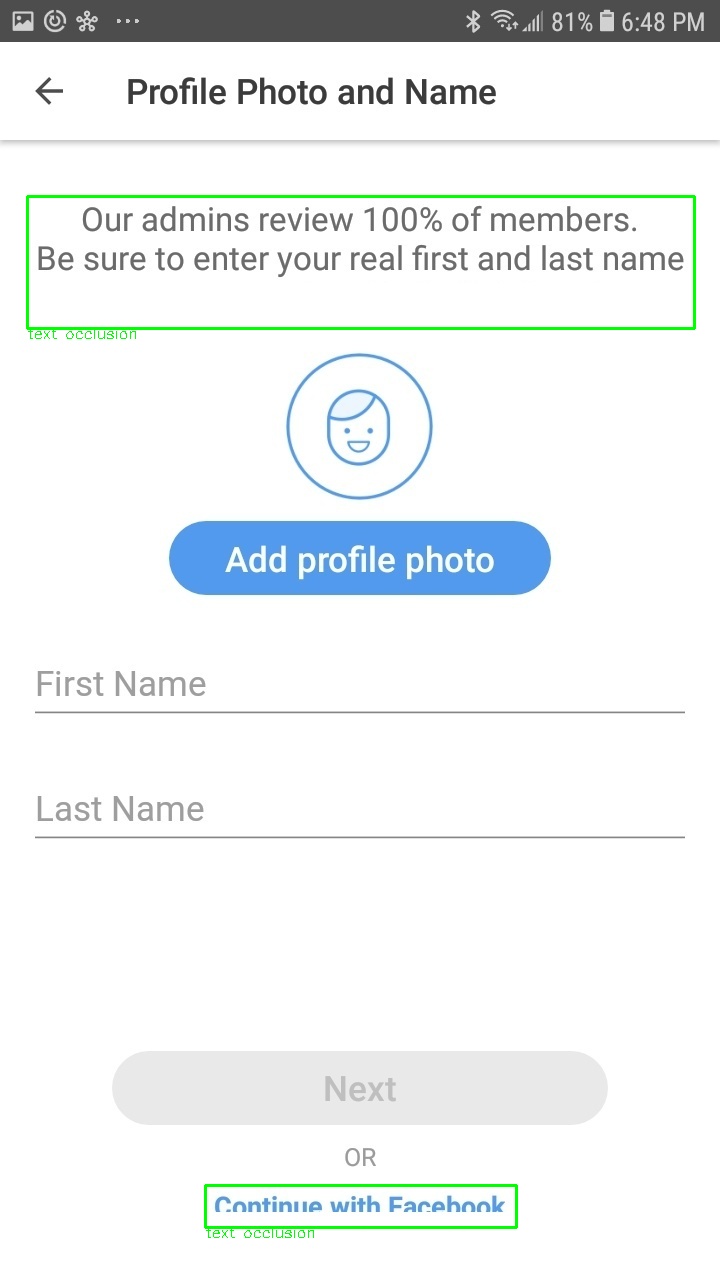 81% 6:48 PM
Profile Photo and Name
Our admins review 100% of members.
Be sure to enter your real first and last name
text occlusion
Add profile photo
First Name
Last Name
Next
OR
Continue with Facebook
text occlusion